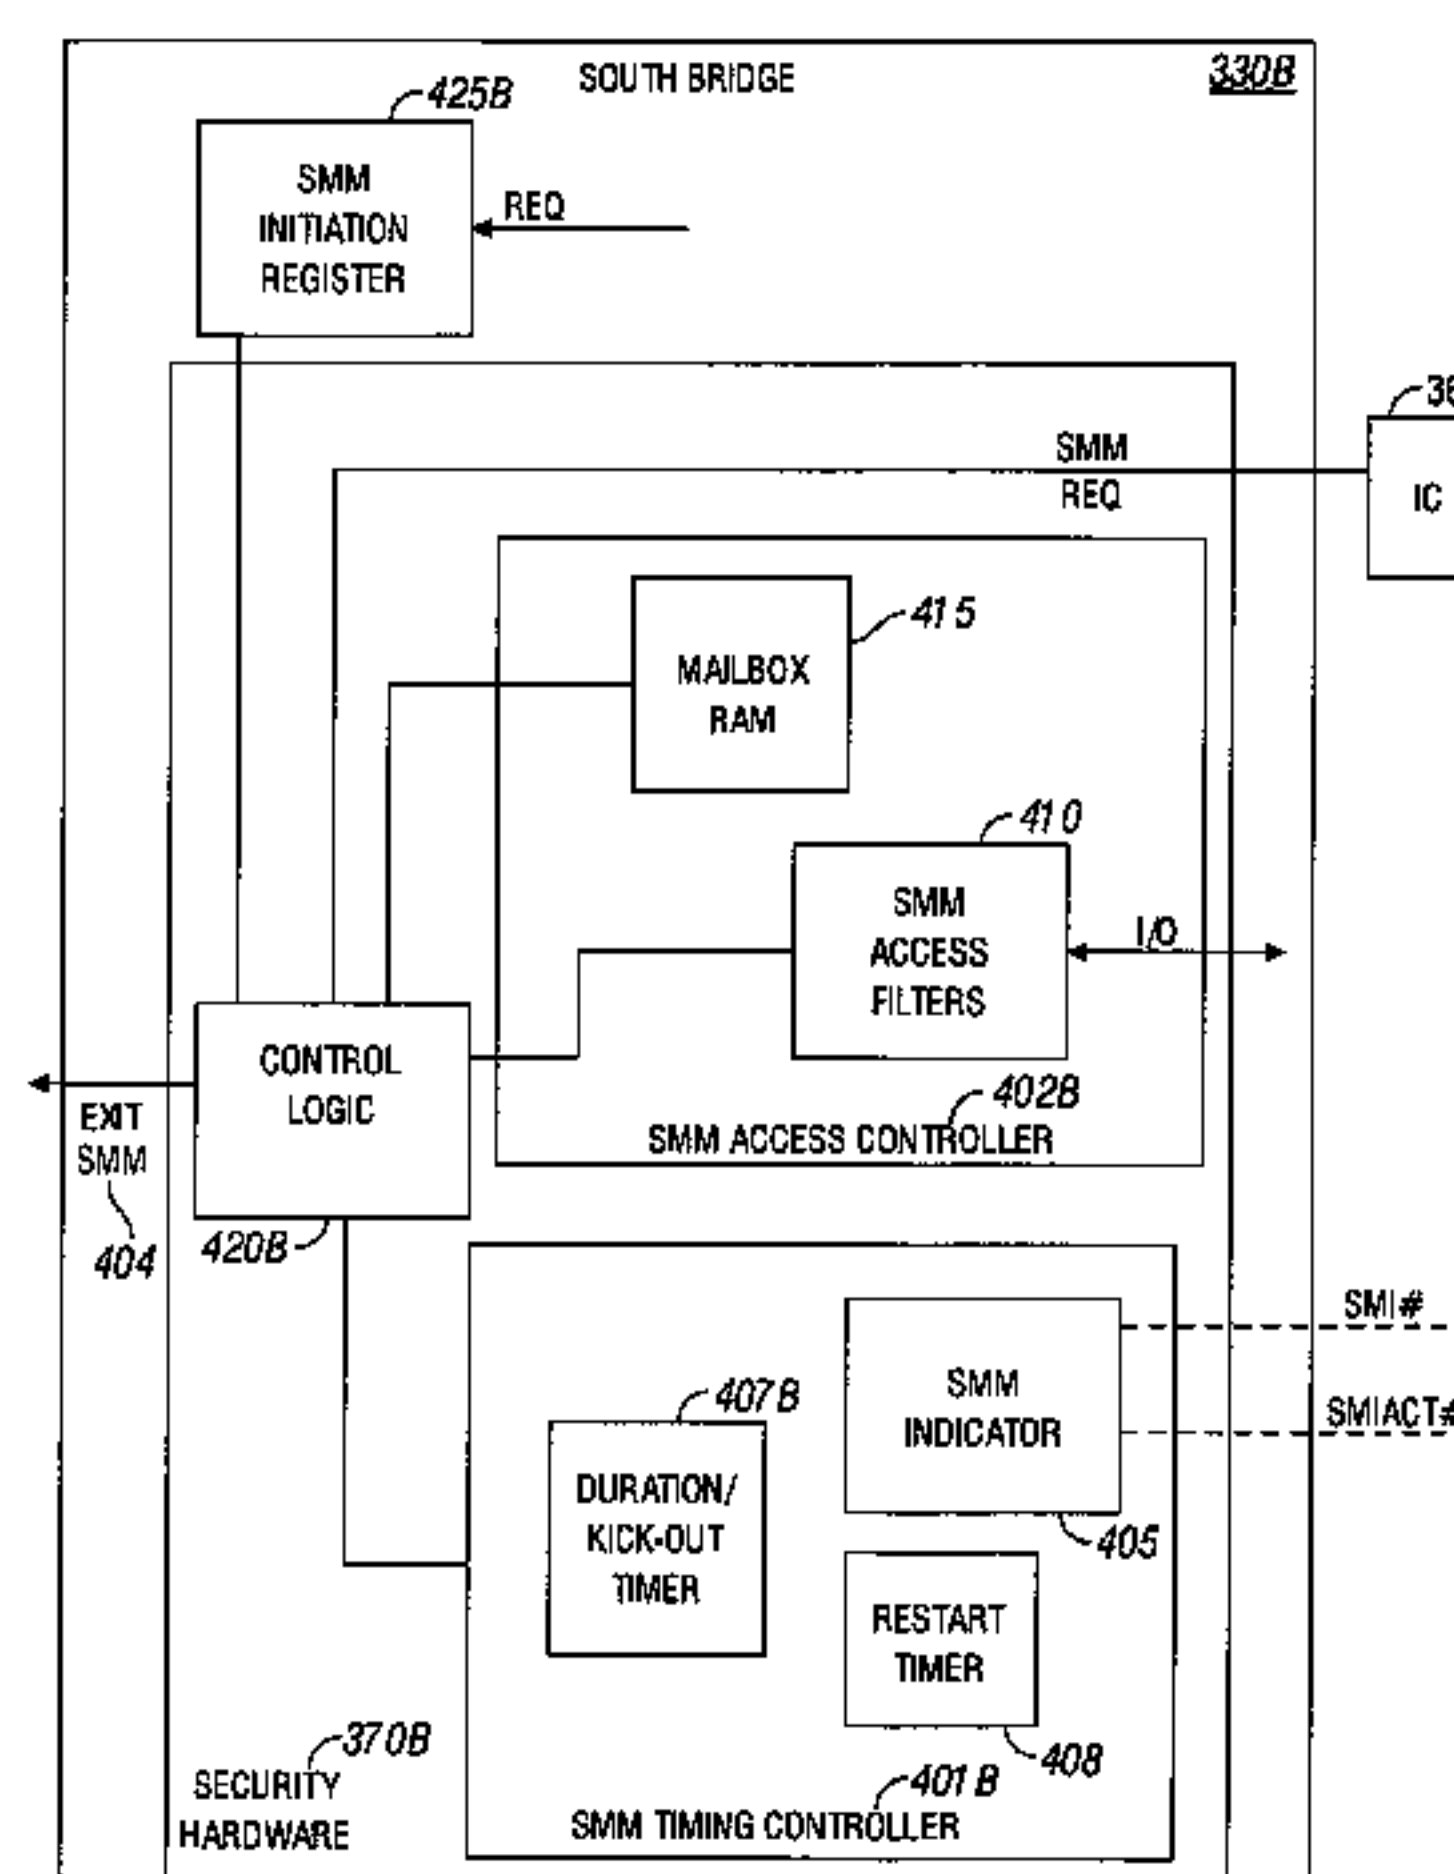 SOUTH BRIDGE
330B
425B
SMM
INITIATION
REGISTER
REQ
SMM
REQ
IC
415
MAILBOX
RAM
410
SMM
ACCESS
FILTERS
I/O
CONTROL
LOGIC
EXIT
SMM
404
420B
402B
SMM ACCESS CONTROLLER
SMI#
SMM
INDICATOR
SMIACT#
405
407B
DURATION/
KICK-OUT
TIMER
RESTART
TIMER
408
401B
SMM TIMING CONTROLLER
370B
SECURITY
HARDWARE